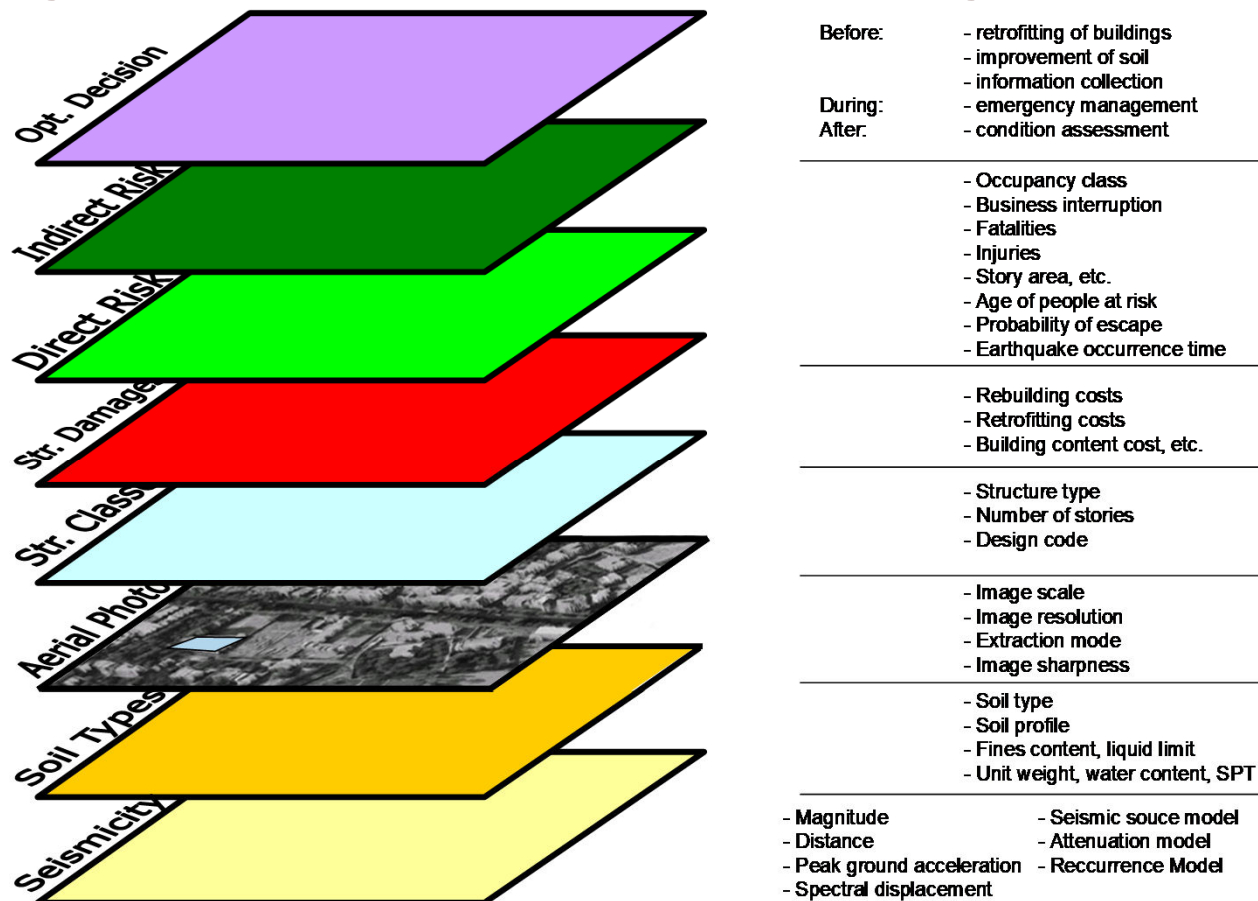 Opt. Decision
Indirect Risk
Direct Risk
Str. Damage
Str. Classe
Aerial Photo
Soil Types
Seismicity
Before: - retrofitting of buildings
- improvement of soil
- information collection
During: - emergency management
After: - condition assessment
- Occupancy class
- Business interruption
- Fatalities
- Injuries
- Story area, etc.
- Age of people at risk
- Probability of escape
- Earthquake occurrence time
- Rebuilding costs
- Retrofitting costs
- Building content cost, etc.
- Structure type
- Number of stories
- Design code
- Image scale
- Image resolution
- Extraction mode
- Image sharpness
- Soil type
- Soil profile
- Fines content, liquid limit
- Unit weight, water content, SPT
- Magnitude - Seismic souce model
- Distance - Attenuation model
- Peak ground acceleration - Reccurrence Model
- Spectral displacement